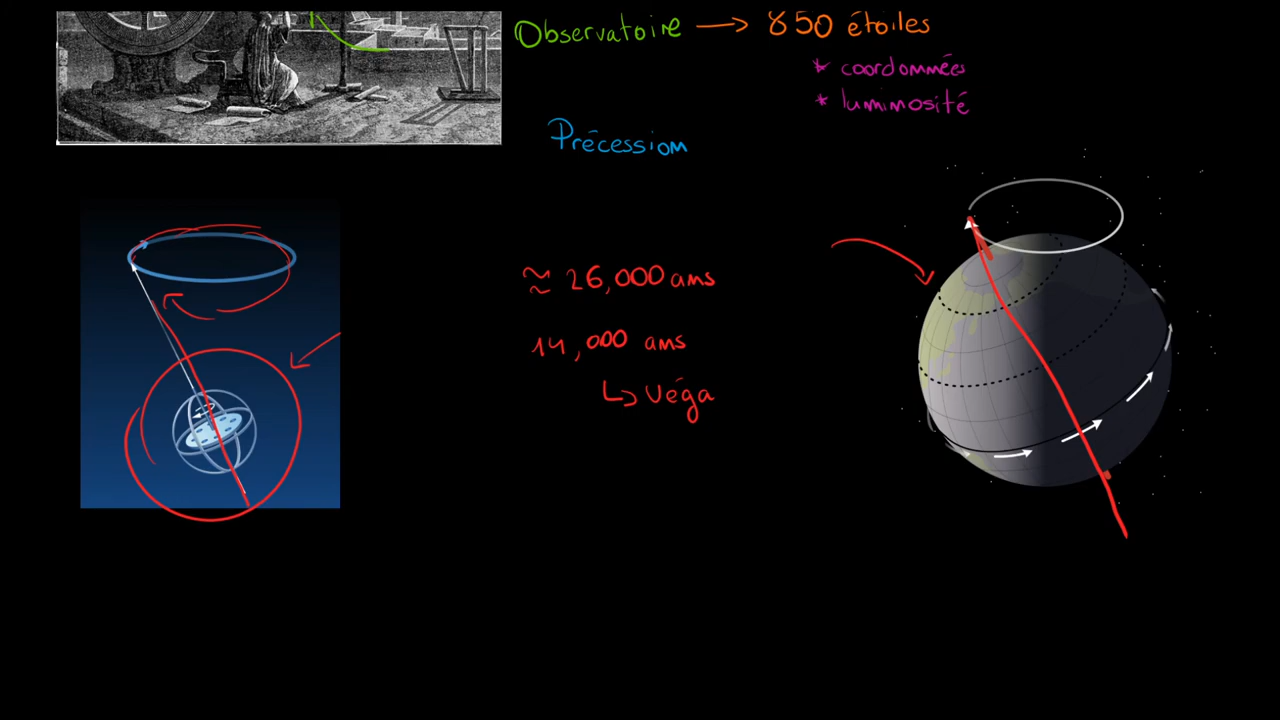 Observatoire → 850 étoiles
* coordonnées
* luminosité
Précession
≈ 26,000 ans
14,000 ans
↳ Véga